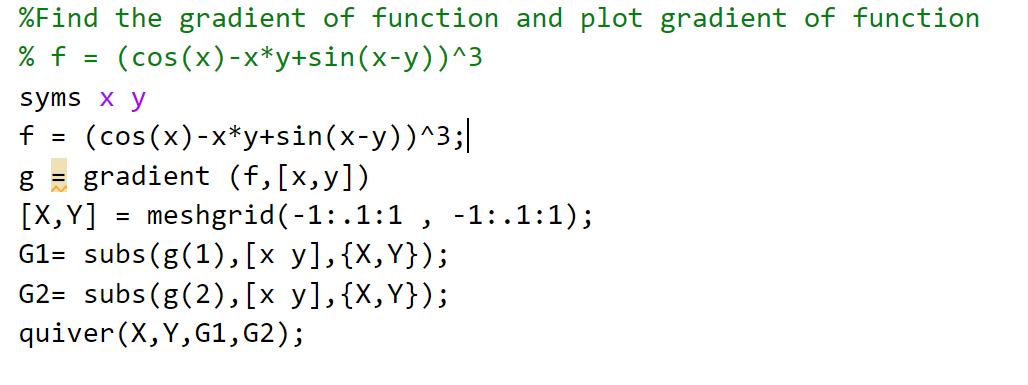 %Find the gradient of function and plot gradient of function
% f = (cos(x)-x*y+sin(x-y))^3
syms x y
f = (cos(x)-x*y+sin(x-y))^3;
g = gradient (f,[x,y])
[X,Y] = meshgrid(-1:.1:1 , -1:.1:1);
G1= subs(g(1),[x y],{X,Y});
G2= subs(g(2),[x y],{X,Y});
quiver(X,Y,G1,G2);